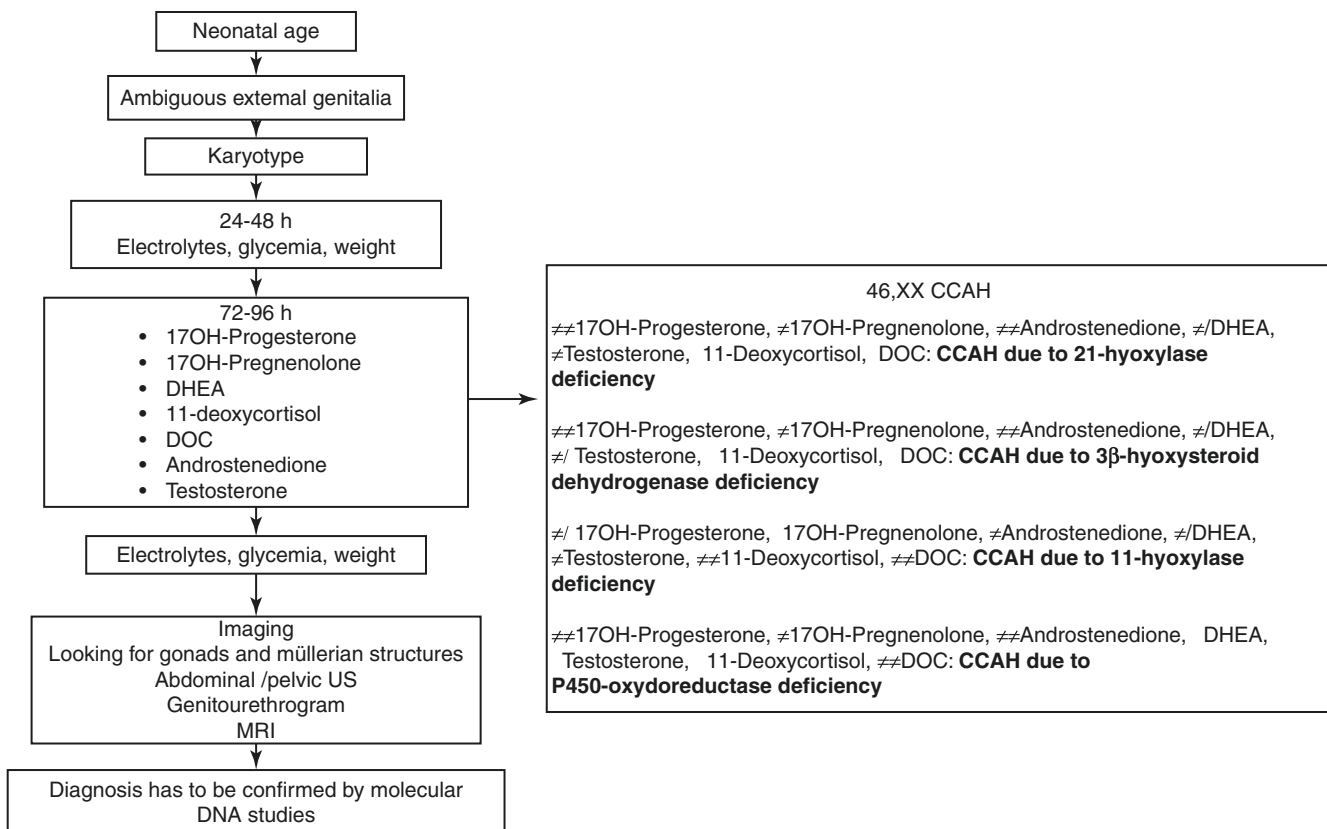 Neonatal age
Ambiguous external genitalia
Karyotype
24-48 h
Electrolytes, glycemia, weight
72-96 h
• 17OH-Progesterone
• 17OH-Pregnenolone
• DHEA
• 11-deoxycortisol
• DOC
• Androstenedione
• Testosterone
Electrolytes, glycemia, weight
Imaging
Looking for gonads and müllerian structures
Abdominal /pelvic US
Genitourethrogram
MRI
Diagnosis has to be confirmed by molecular
DNA studies
46,XX CCAH
≠≠17OH-Progesterone, ≠17OH-Pregnenolone, ≠≠Androstenedione, ≠/DHEA,
≠Testosterone, 11-Deoxycortisol, DOC: CCAH due to 21-hyoxylase
deficiency
≠≠17OH-Progesterone, ≠17OH-Pregnenolone, ≠≠Androstenedione, ≠/DHEA,
≠/ Testosterone, 11-Deoxycortisol, DOC: CCAH due to 3β-hyoxysteroid
dehydrogenase deficiency
≠/ 17OH-Progesterone, 17OH-Pregnenolone, ≠Androstenedione, ≠/DHEA,
≠Testosterone, ≠≠11-Deoxycortisol, ≠≠DOC: CCAH due to 11-hyoxylase
deficiency
≠≠17OH-Progesterone, ≠17OH-Pregnenolone, ≠≠Androstenedione, DHEA,
Testosterone, 11-Deoxycortisol, ≠≠DOC: CCAH due to
P450-oxydoreductase deficiency